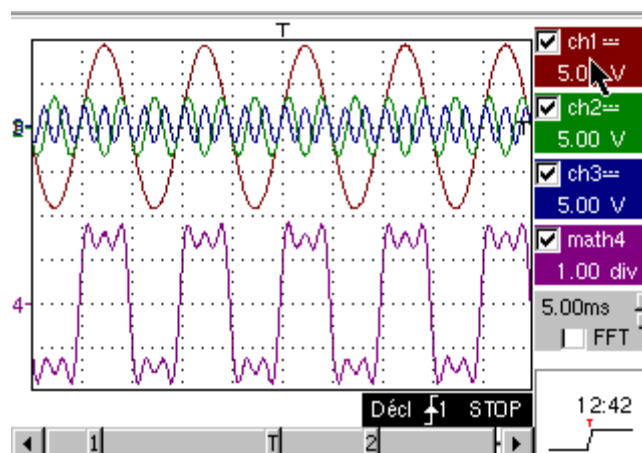 T
ch1
5.0 V
ch2
5.00 V
ch3
5.00 V
math4
1.00 div
4
5.00ms
FFT
Décl 1 STOP
12:42
T
1 T 2